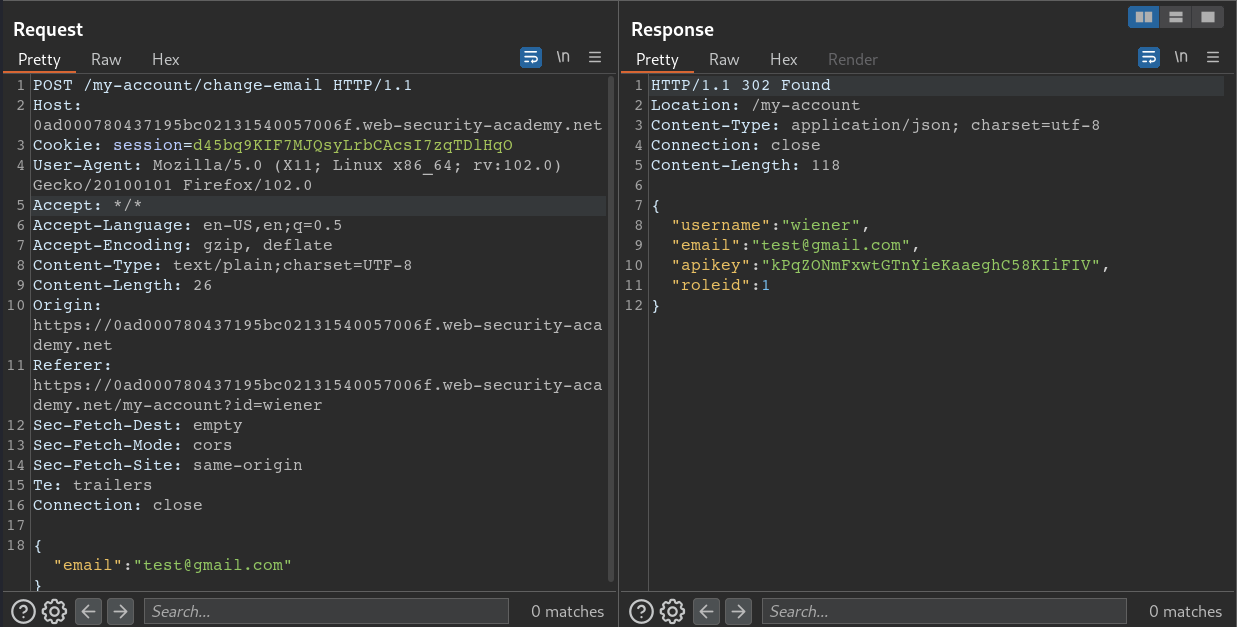 Request
Pretty Raw Hex \n
1 POST /my-account/change-email HTTP/1.1
2 Host:
0ad000780437195bc02131540057006f.web-security-academy.net
3 Cookie: session=d45bq9KIF7MJQsyLrbCAcsI7zqTDlHqO
4 User-Agent: Mozilla/5.0 (X11; Linux x86_64; rv:102.0)
Gecko/20100101 Firefox/102.0
5 Accept: */*
6 Accept-Language: en-US,en;q=0.5
7 Accept-Encoding: gzip, deflate
8 Content-Type: text/plain;charset=UTF-8
9 Content-Length: 26
10 Origin:
https://0ad000780437195bc02131540057006f.web-security-aca
demy.net
11 Referer:
https://0ad000780437195bc02131540057006f.web-security-aca
demy.net/my-account?id=wiener
12 Sec-Fetch-Dest: empty
13 Sec-Fetch-Mode: cors
14 Sec-Fetch-Site: same-origin
15 Te: trailers
16 Connection: close
17
18 {
"email":"test@gmail.com"
}
? Search... 0 matches
Response
Pretty Raw Hex Render \n
1 HTTP/1.1 302 Found
2 Location: /my-account
3 Content-Type: application/json; charset=utf-8
4 Connection: close
5 Content-Length: 118
6
7 {
8 "username":"wiener",
9 "email":"test@gmail.com",
10 "apikey":"kPqZONmFxwtGTnYieKaaeghC58KIiFIV",
11 "roleid":1
12 }
? Search... 0 matches